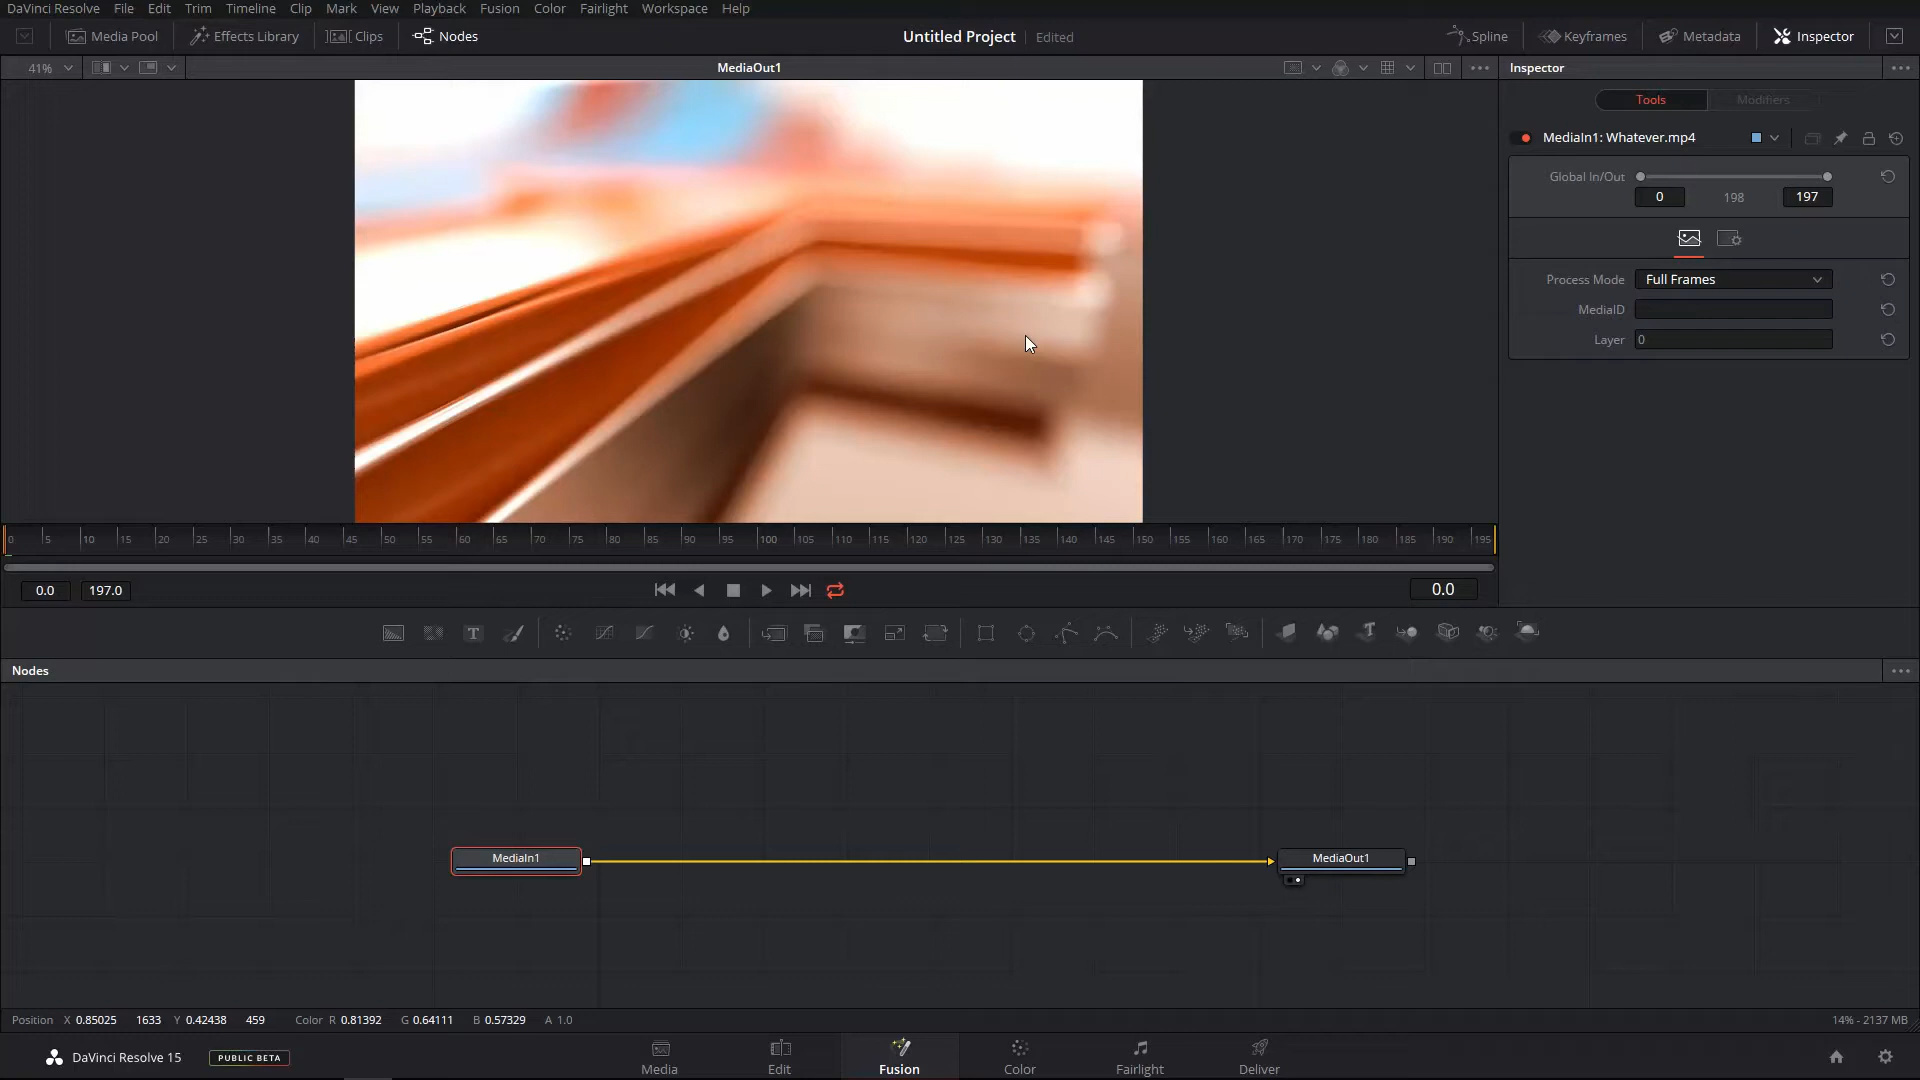 DaVinci Resolve File Edit Trim Timeline Clip Mark View Playback Fusion Color Fairlight Workspace Help
Media Pool Effects Library Clips Nodes Untitled Project Edited Spline Keyframes Metadata Inspector
41% MediaOut1 Inspector
Tools Modifiers
MediaIn1: Whatever.mp4
Global In/Out
0 198 197
Process Mode Full Frames
MediaID
Layer 0
0 5 10 15 20 25 30 35 40 45 50 55 60 65 70 75 80 85 90 95 100 105 110 115 120 125 130 135 140 145 150 155 160 165 170 175 180 185 190 195
0.0 197.0 0.0
T
Nodes
MediaIn1 MediaOut1
Position X 0.85025 1633 Y 0.42438 459 Color R 0.81392 G 0.64111 B 0.57329 A 1.0 14% - 2137 MB
DaVinci Resolve 15 PUBLIC BETA Media Edit Fusion Color Fairlight Deliver